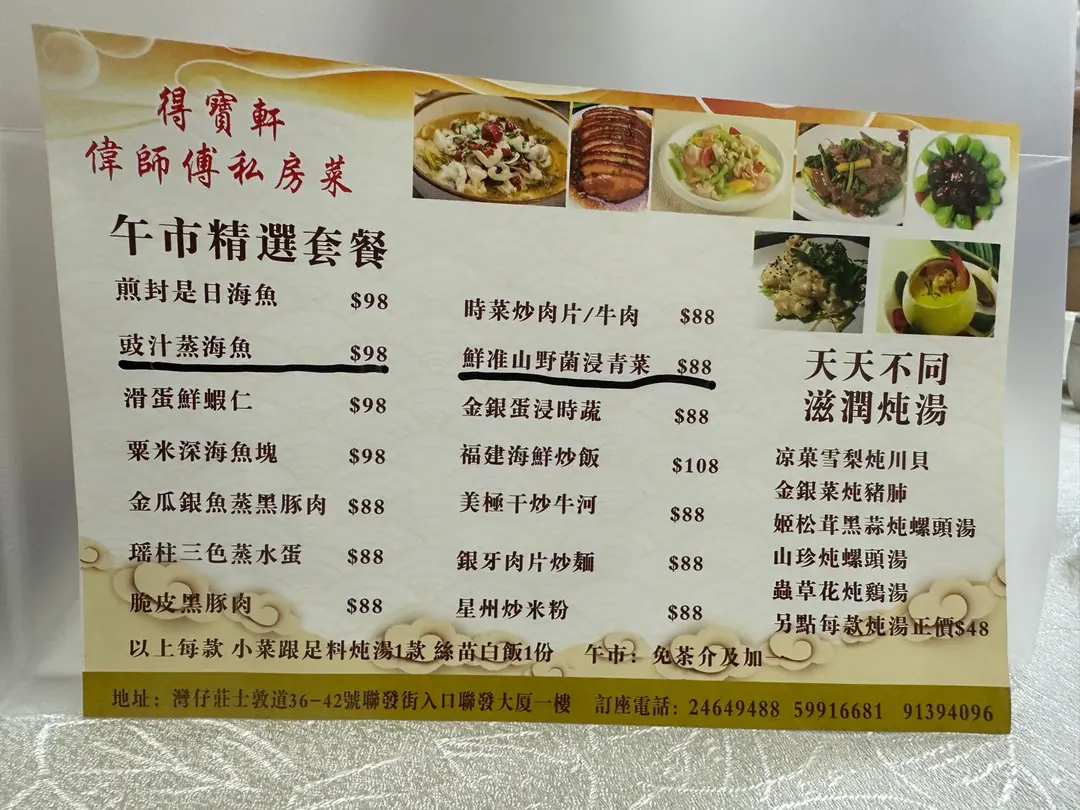 得寶軒
偉師傅私房菜
午市精選套餐
煎封是日海魚 $98
豉汁蒸海魚 $98
滑蛋鮮蝦仁 $98
粟米深海魚塊 $98
金瓜銀魚蒸黑豚肉 $88
瑶柱三色蒸水蛋 $88
脆皮黑豚肉 $88
時菜炒肉片/牛肉 $88
鮮准山野菌浸青菜 $88
金銀蛋浸時蔬 $88
福建海鮮炒飯 $108
美極干炒牛河 $88
銀牙肉片炒麵 $88
星州炒米粉 $88
天天不同
滋潤炖湯
凉菓雪梨炖川貝
金銀菜炖豬肺
姬松茸黑蒜炖螺頭湯
山珍炖螺頭湯
蟲草花炖鷄湯
另點每款炖湯正價$48
以上每款 小菜跟足料炖湯1款 絲苗白飯1份 午市：免茶介及加一
地址：灣仔莊士敦道36-42號聯發街入口聯發大厦一樓 訂座電話：24649488 59916681 91394096